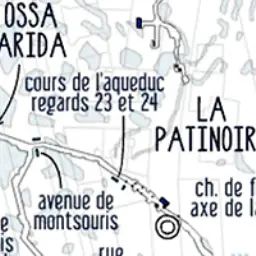 OSSA
ARIDA
cours de l'aqueduc
regards 23 et 24
LA
PATINOIR
ch. de f
axe de la
avenue de
montsouris
rue
is